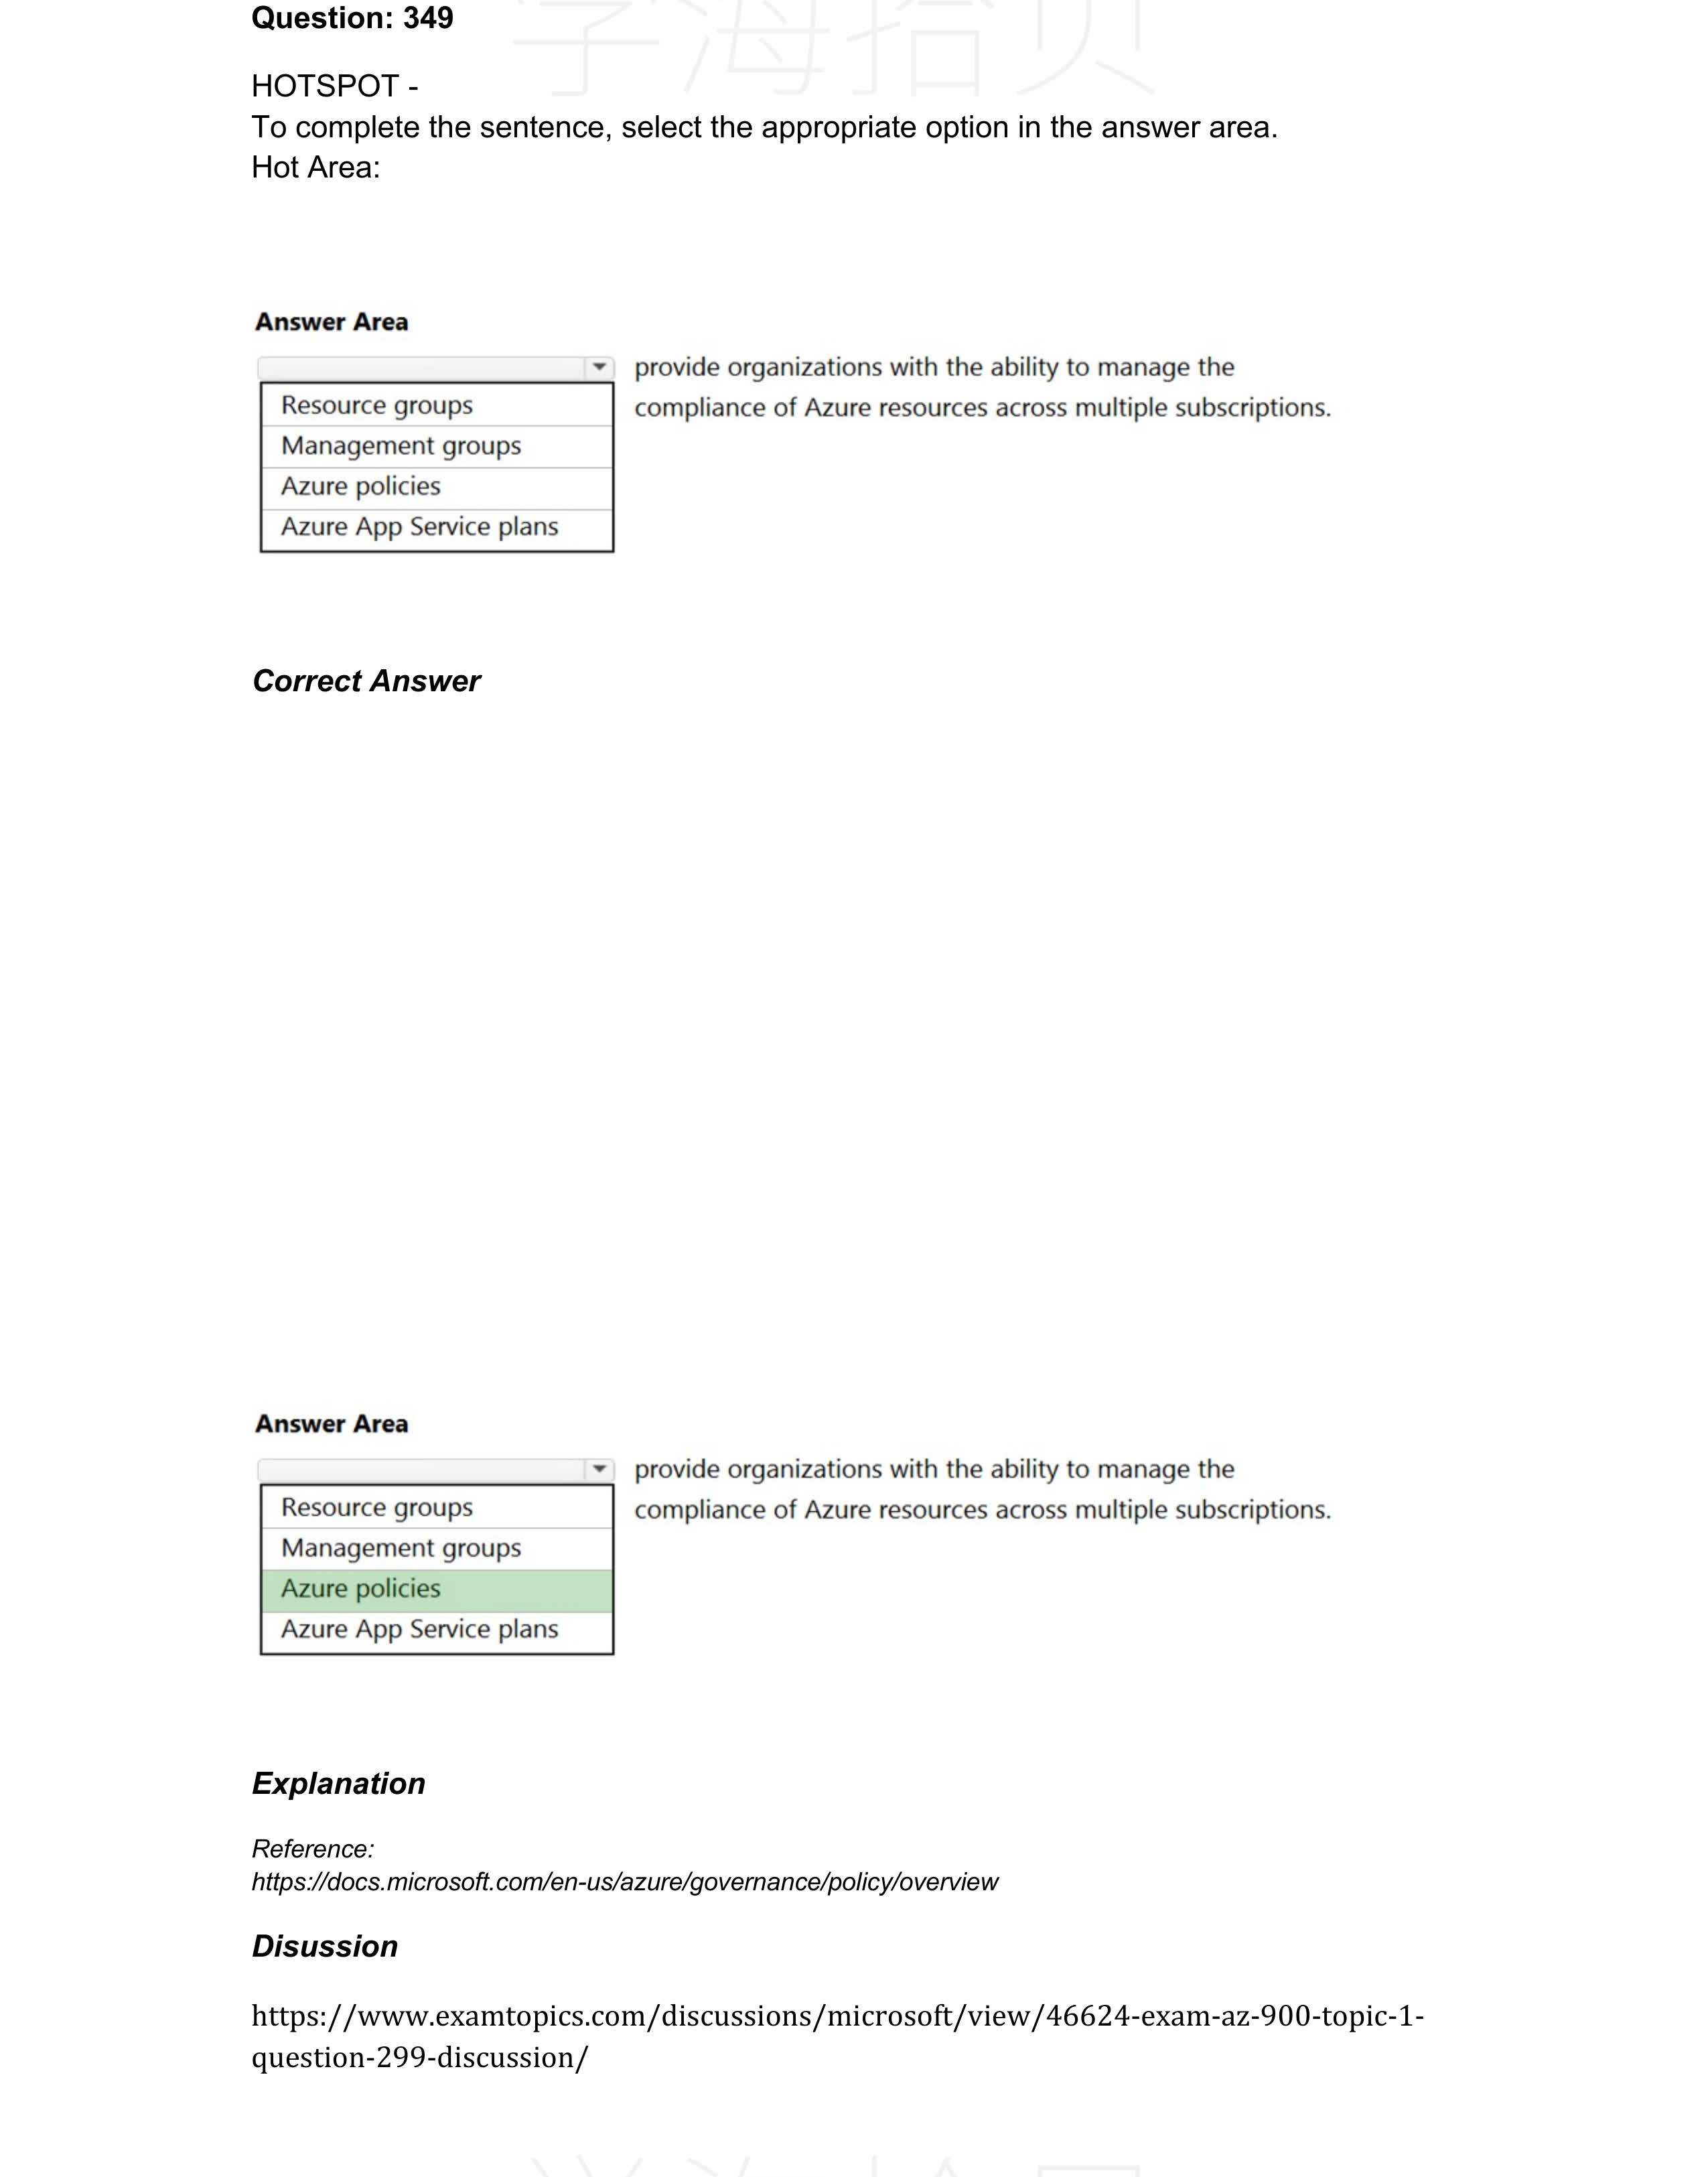 Question: 349
学海拾贝
HOTSPOT -
To complete the sentence, select the appropriate option in the answer area.
Hot Area:
Answer Area
provide organizations with the ability to manage the
compliance of Azure resources across multiple subscriptions.
Resource groups
Management groups
Azure policies
Azure App Service plans
Correct Answer
Answer Area
provide organizations with the ability to manage the
compliance of Azure resources across multiple subscriptions.
Resource groups
Management groups
Azure policies
Azure App Service plans
Explanation
Reference:
https://docs.microsoft.com/en-us/azure/governance/policy/overview
Disussion
https://www.examtopics.com/discussions/microsoft/view/46624-exam-az-900-topic-1-
question-299-discussion/